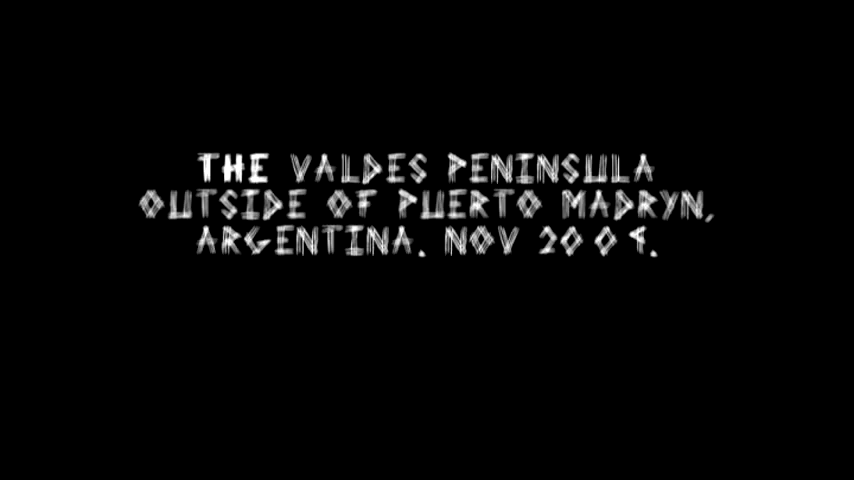 THE VALDES PENINSULA
OUTSIDE OF PUERTO MADRYN,
ARGENTINA. NOV 2009.